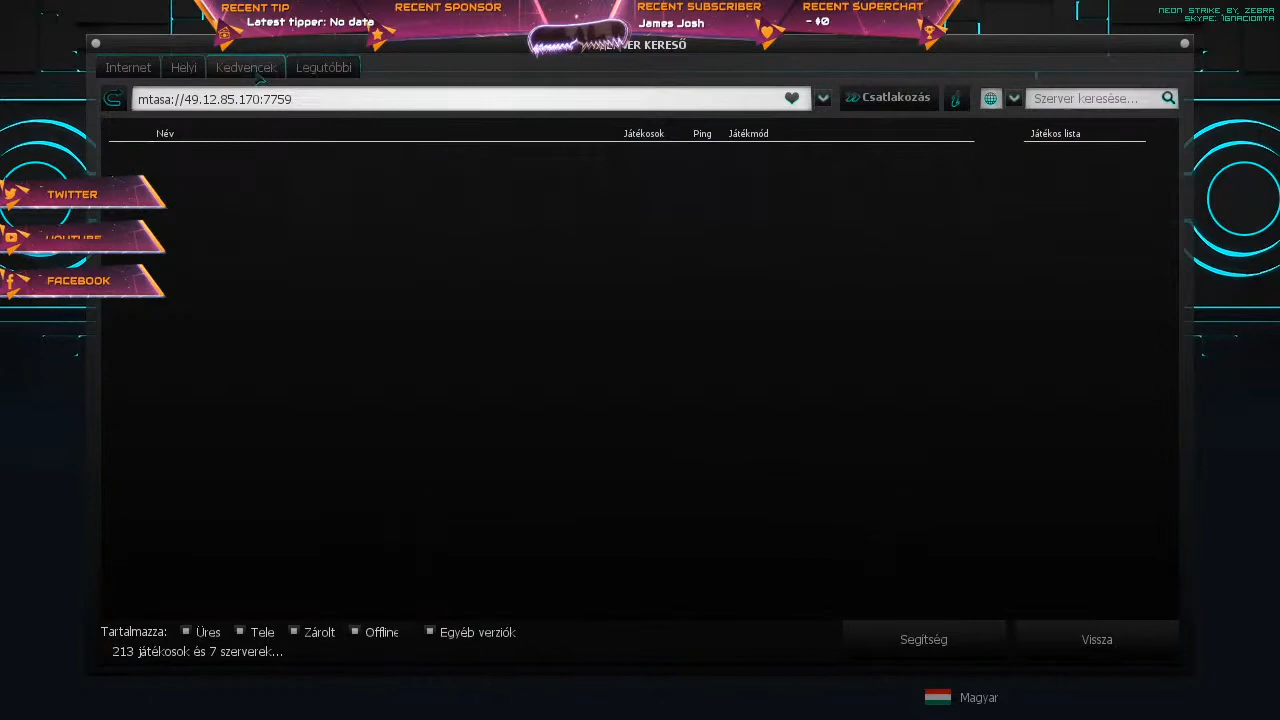 RECENT TIP
Latest tipper: No data
RECENT SPONSOR
RECENT SUBSCRIBER
James Josh
RECENT SUPERCHAT
- $0
NEON STRIKE BY ZEBRA
SKYPE: IGNACIOMTA
KERESŐ
Internet
Helyi
Kedvencek
Legutóbbi
mtasa://49.12.85.170:7759
Csatlakozás
Szerver keresése...
Név
Játékosok
Ping
Játékmód
Játékos lista
TWITTER
YOUTUBE
FACEBOOK
Tartalmazza:
Üres
Tele
Zárolt
Offline
Egyéb verziók
213 játékosok és 7 szerverek...
Segítség
Vissza
Magyar